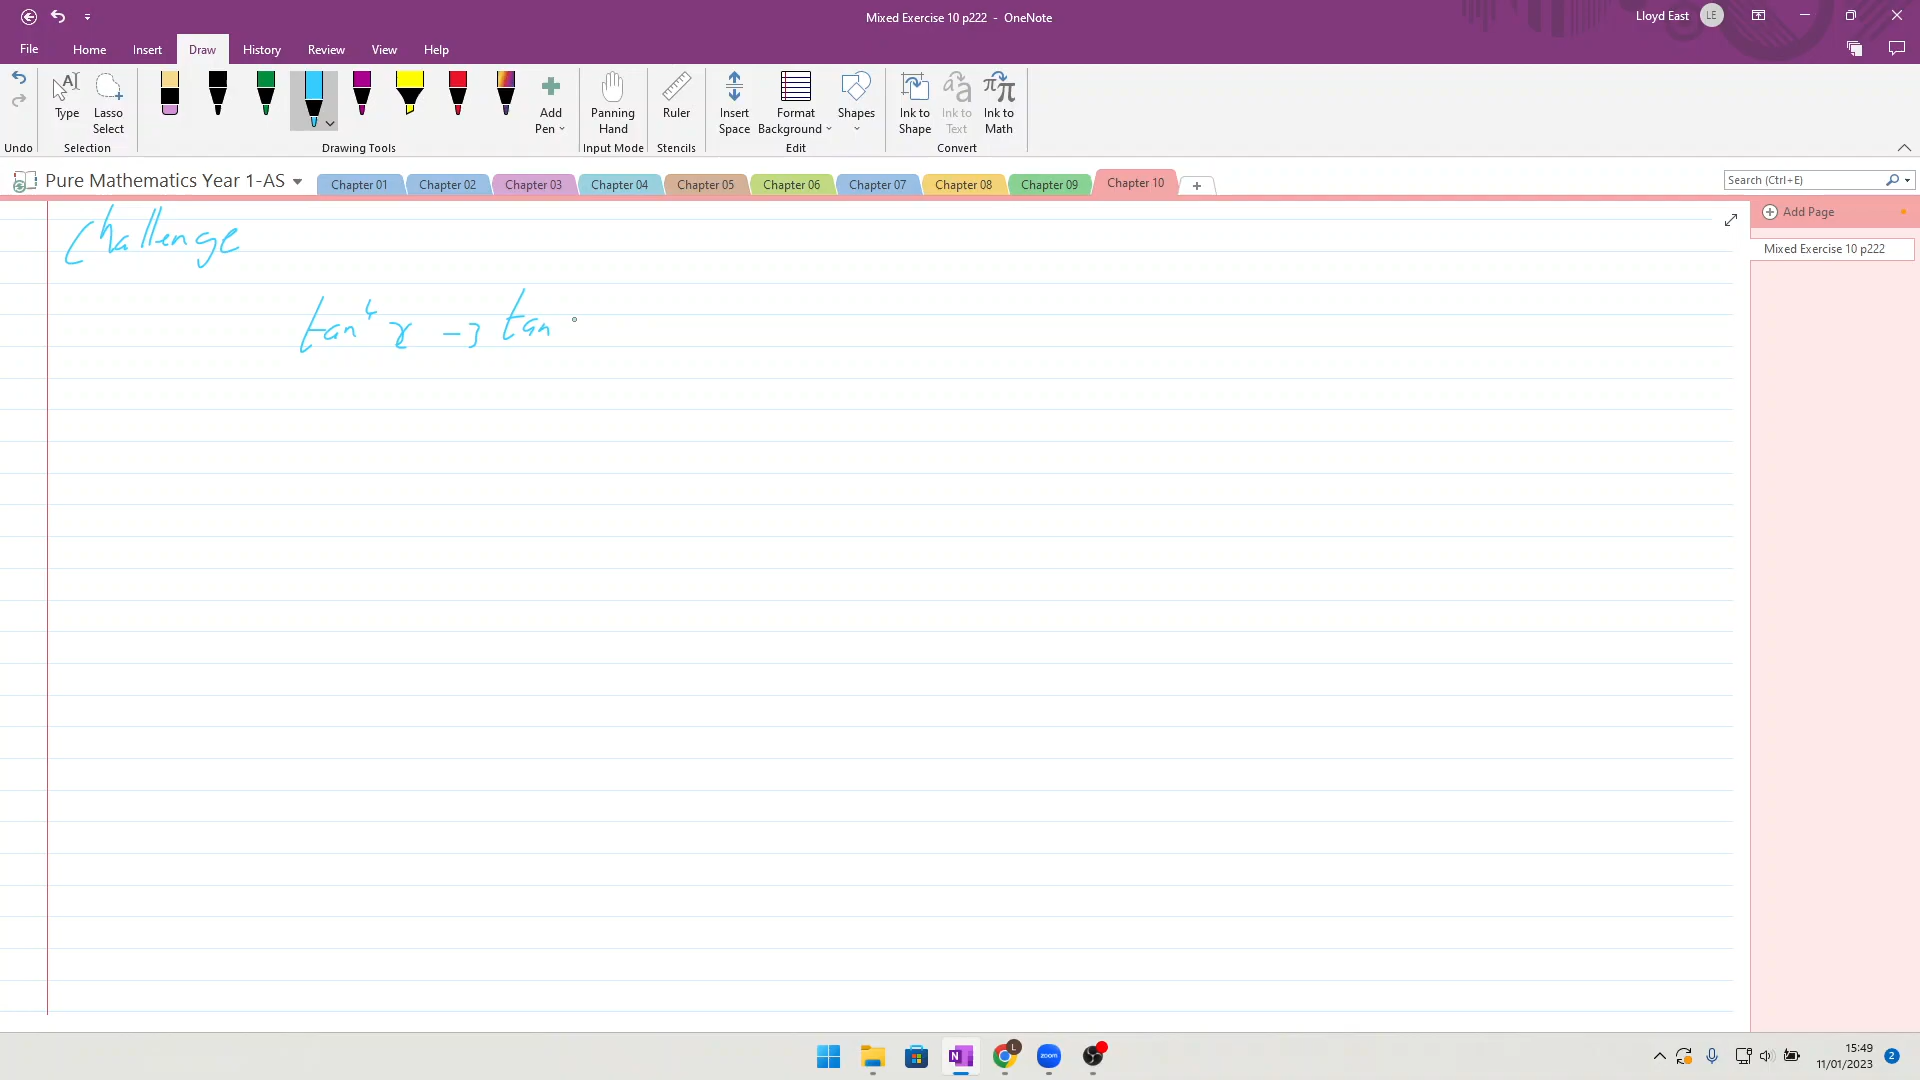 Mixed Exercise 10 p222 - OneNote
Lloyd East LE
File Home Insert Draw History Review View Help
Type Lasso Select Add Pen Panning Hand Ruler Insert Space Format Background Shapes Ink to Shape Ink to Text Ink to Math
Undo Selection Drawing Tools Input Mode Stencils Edit Convert
Pure Mathematics Year 1-AS Chapter 01 Chapter 02 Chapter 03 Chapter 04 Chapter 05 Chapter 06 Chapter 07 Chapter 08 Chapter 09 Chapter 10 Search (Ctrl+E)
Add Page
Mixed Exercise 10 p222
Challenge
tan⁴ x - 3 tan
L zoom
15:49
11/01/2023 2